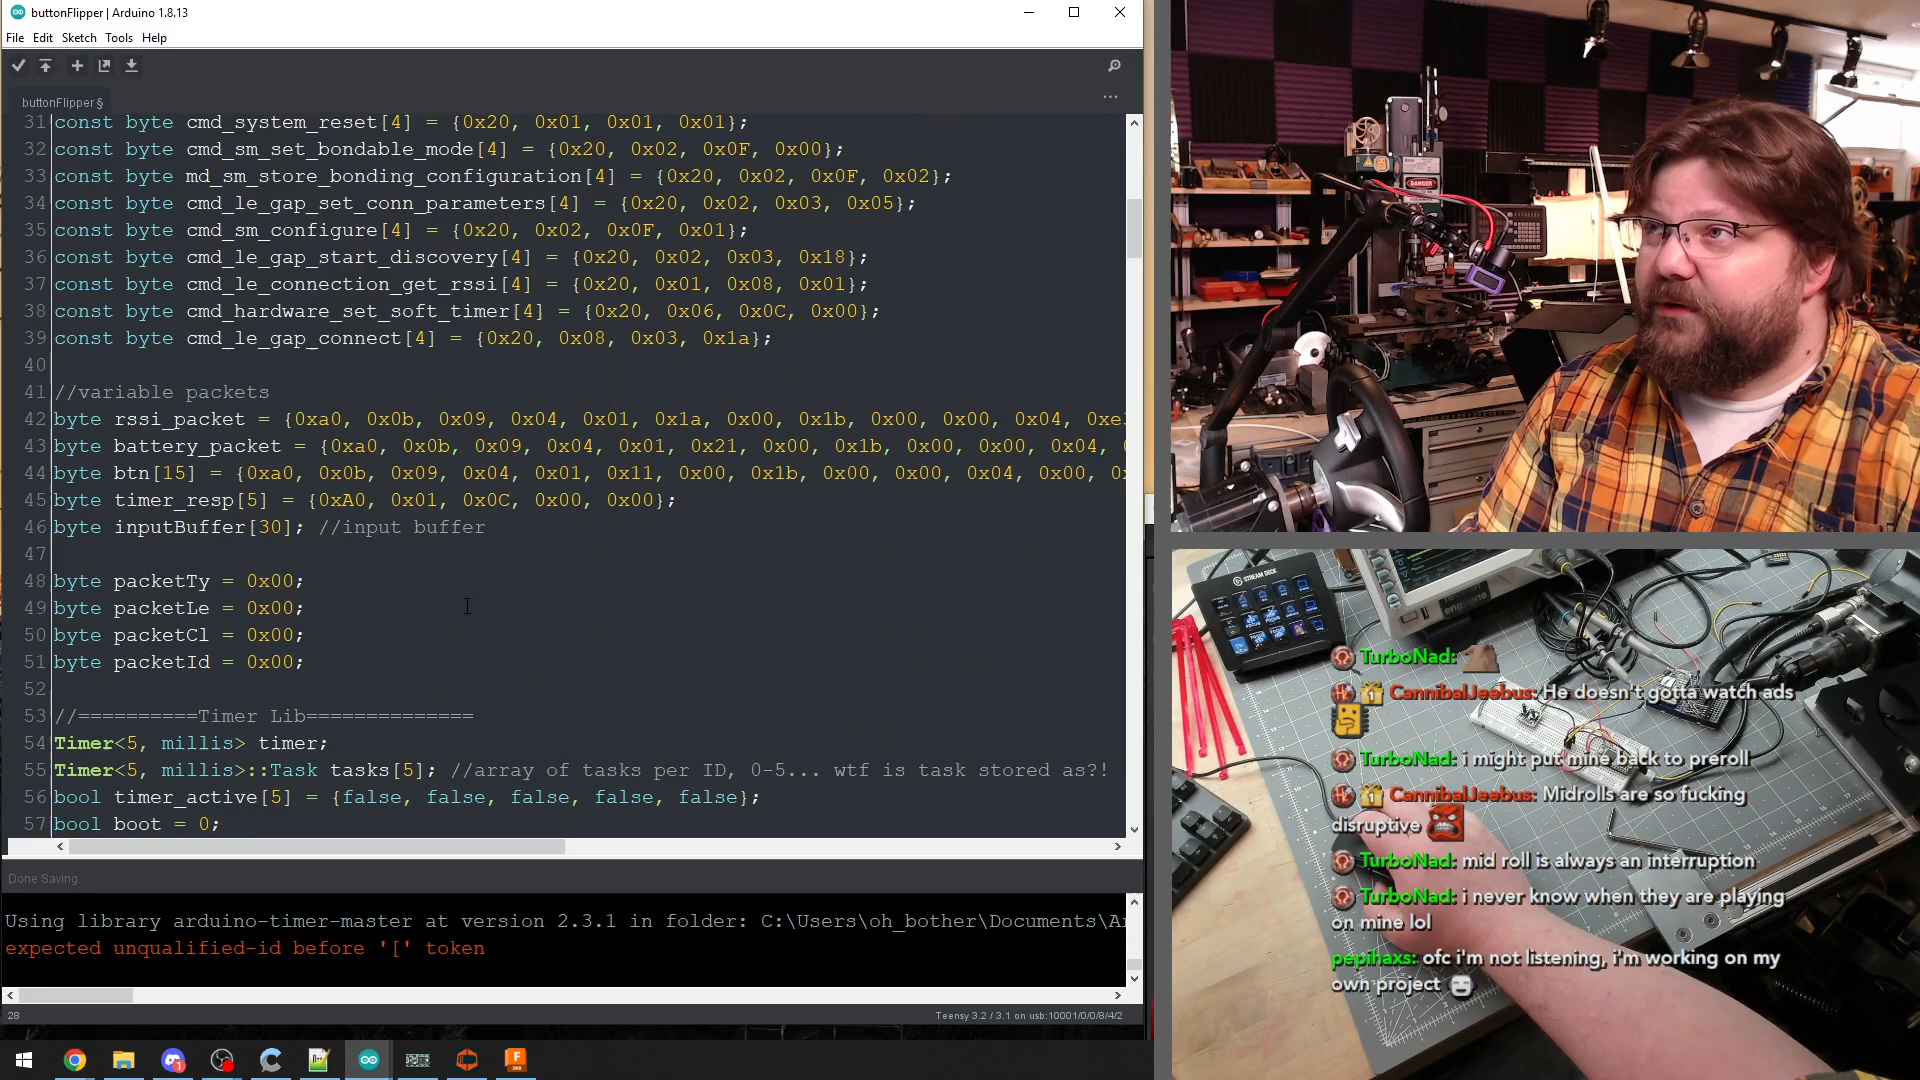 buttonFlipper | Arduino 1.8.13
File Edit Sketch Tools Help
buttonFlipper §
31 const byte cmd_system_reset[4] = {0x20, 0x01, 0x01, 0x01};
32 const byte cmd_sm_set_bondable_mode[4] = {0x20, 0x02, 0x0F, 0x00};
33 const byte md_sm_store_bonding_configuration[4] = {0x20, 0x02, 0x0F, 0x02};
34 const byte cmd_le_gap_set_conn_parameters[4] = {0x20, 0x02, 0x03, 0x05};
35 const byte cmd_sm_configure[4] = {0x20, 0x02, 0x0F, 0x01};
36 const byte cmd_le_gap_start_discovery[4] = {0x20, 0x02, 0x03, 0x18};
37 const byte cmd_le_connection_get_rssi[4] = {0x20, 0x01, 0x08, 0x01};
38 const byte cmd_hardware_set_soft_timer[4] = {0x20, 0x06, 0x0C, 0x00};
39 const byte cmd_le_gap_connect[4] = {0x20, 0x08, 0x03, 0x1a};
40
41 //variable packets
42 byte rssi_packet = {0xa0, 0x0b, 0x09, 0x04, 0x01, 0x1a, 0x00, 0x1b, 0x00, 0x00, 0x04,
43 byte battery_packet = {0xa0, 0x0b, 0x09, 0x04, 0x01, 0x21, 0x00, 0x1b, 0x00, 0x00, 0x04,
44 byte btn[15] = {0xa0, 0x0b, 0x09, 0x04, 0x01, 0x11, 0x00, 0x1b, 0x00, 0x00, 0x04, 0x00,
45 byte timer_resp[5] = {0xA0, 0x01, 0x0C, 0x00, 0x00};
46 byte inputBuffer[30]; //input buffer
47
48 byte packetTy = 0x00;
49 byte packetLe = 0x00;
50 byte packetCl = 0x00;
51 byte packetId = 0x00;
52
53 //==========Timer Lib==============
54 Timer<5, millis> timer;
55 Timer<5, millis>::Task tasks[5]; //array of tasks per ID, 0-5... wtf is task stored as?!
56 bool timer_active[5] = {false, false, false, false, false};
57 bool boot = 0;
Done Saving.
Using library arduino-timer-master at version 2.3.1 in folder: C:\Users\oh_bother\Documents\Ar
expected unqualified-id before '[' token
28
Teensy 3.2 / 3.1 on usb:10001/0/0/8/4/2
DANGER
STREAM DECK
TurboNad:
CannibalJeebus: He doesn't gotta watch ads
TurboNad: i might put mine back to preroll
CannibalJeebus: Midrolls are so fucking
disruptive
TurboNad: mid roll is always an interruption
TurboNad: i never know when they are playing
on mine lol
pepihaxs: ofc i'm not listening, i'm working on my
own project